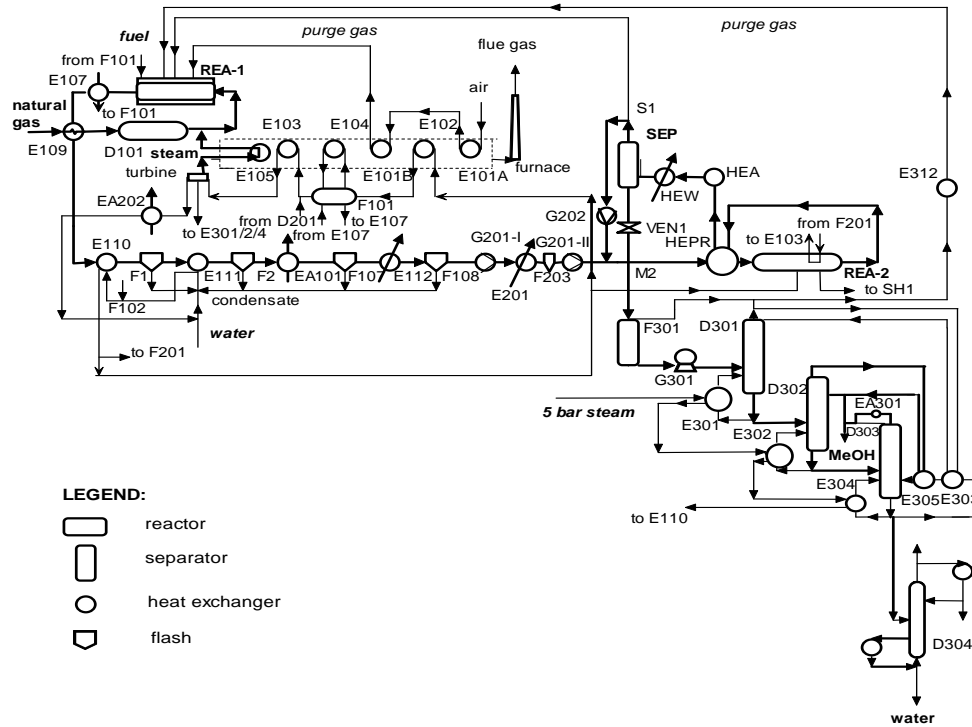 fuel
purge gas
purge gas
flue gas
from F101
E107
REA-1
air
to F101
natural
gas
S1
SEP
E103
E104
E102
E109
D101
steam
furnace
HEA
turbine
E105
E101B
E101A
HEW
E312
EA202
F101
from
D201
to E107
from E107
to E301/2/4
G202
VEN1
HEPR
from F201
to E103
E110
G201-I
G201-II
M2
REA-2
F1
E111
F2
EA101
F107
E112
F108
F203
E201
to SH1
F102
condensate
water
F301
D301
to F201
G301
D302
EA301
5 bar steam
E301
E302
D303
MeOH
E304
E305
E303
to E110
LEGEND:
reactor
separator
heat exchanger
flash
D304
water